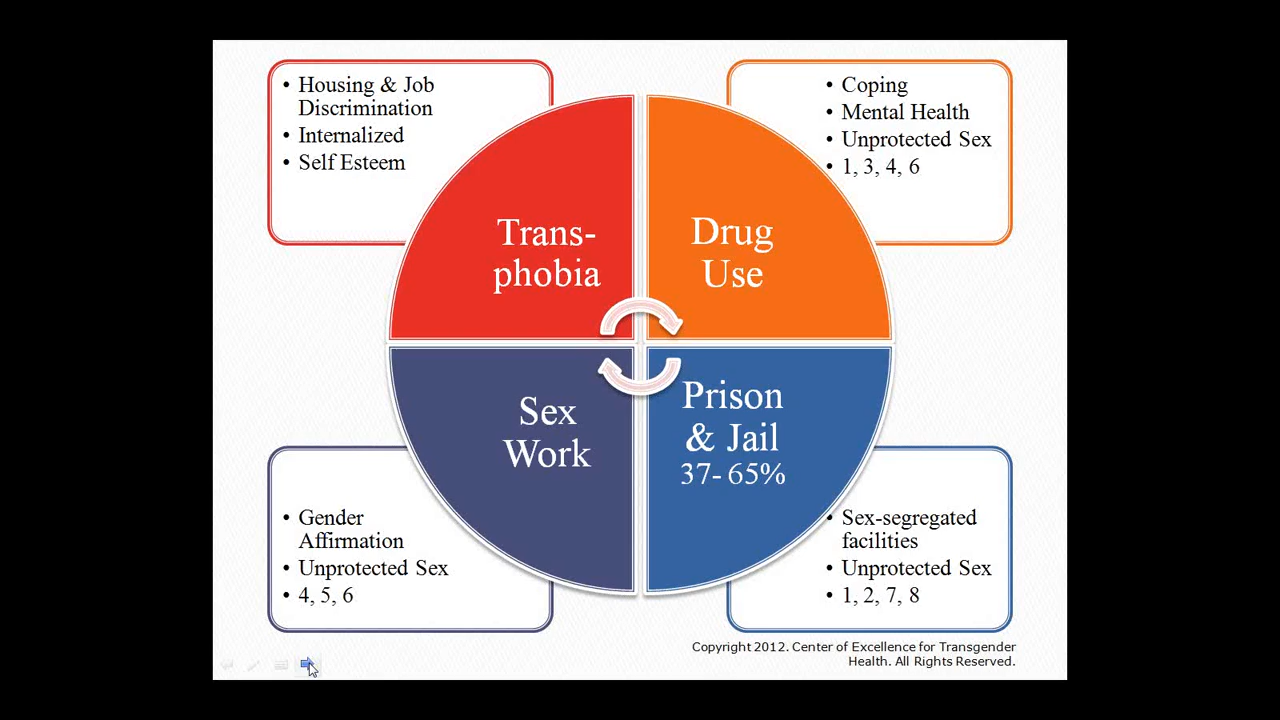 • Housing & Job
Discrimination
• Internalized
• Self Esteem
• Coping
• Mental Health
• Unprotected Sex
• 1, 3, 4, 6
Trans-
phobia
Drug
Use
Sex
Work
Prison
& Jail
37- 65%
• Gender
Affirmation
• Unprotected Sex
• 4, 5, 6
• Sex-segregated
facilities
• Unprotected Sex
• 1, 2, 7, 8
Copyright 2012. Center of Excellence for Transgender
Health. All Rights Reserved.